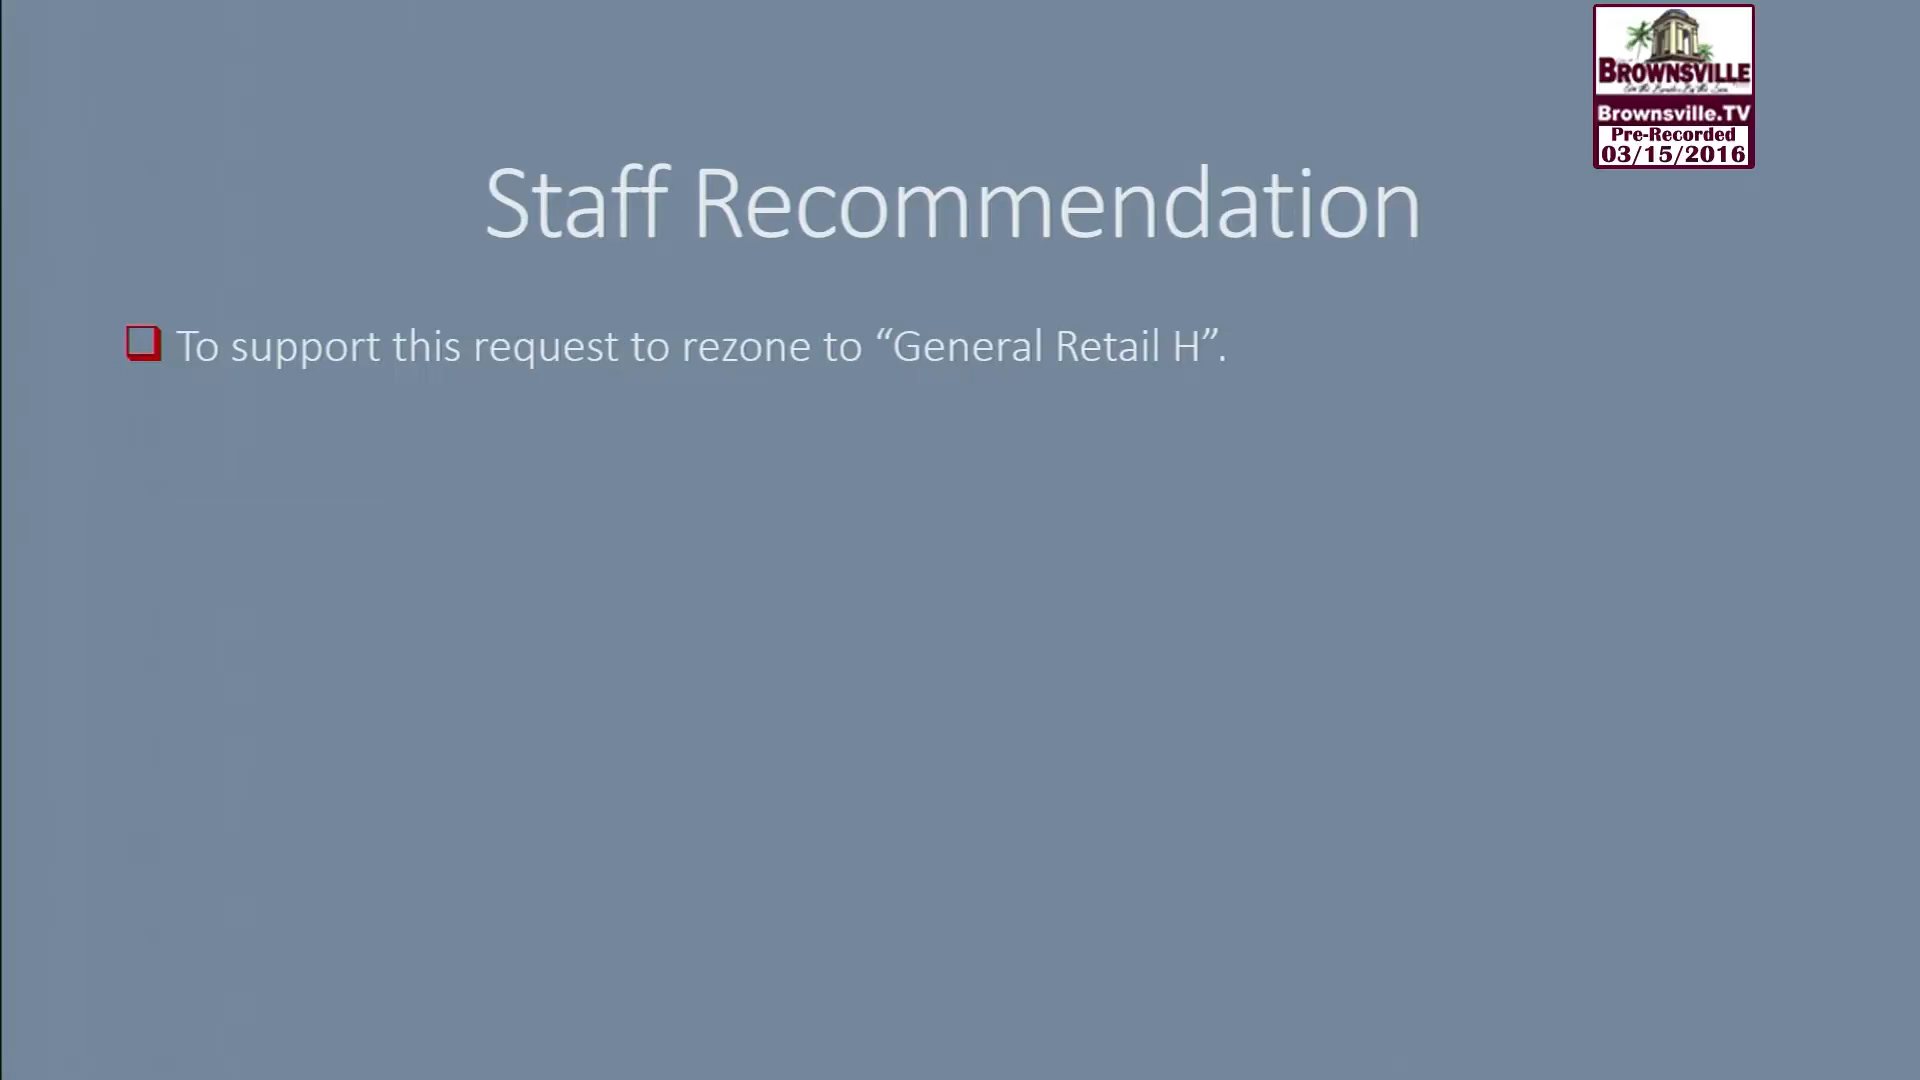 BROWNSVILLE
Brownsville.TV
Pre-Recorded
03/15/2016
Staff Recommendation
❑ To support this request to rezone to “General Retail H”.